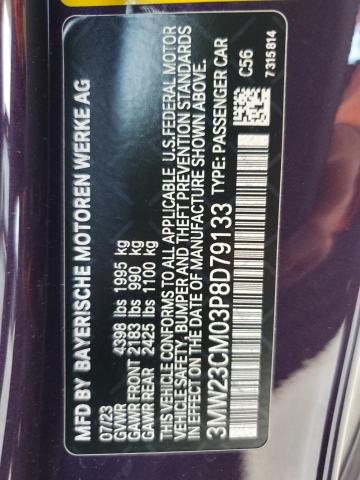 MFD BY BAYERISCHE MOTOREN WERKE AG
07/23
GVWR 4398 lbs 1995 kg
GAWR FRONT 2183 lbs 990 kg
GAWR REAR 2425 lbs 1100 kg
THIS VEHICLE CONFORMS TO ALL APPLICABLE U.S.FEDERAL MOTOR
VEHICLE SAFETY, BUMPER AND THEFT PREVENTION STANDARDS
IN EFFECT ON THE DATE OF MANUFACTURE SHOWN ABOVE.
3MW23CM03P8D79133 TYPE: PASSENGER CAR
C56
7 315 814